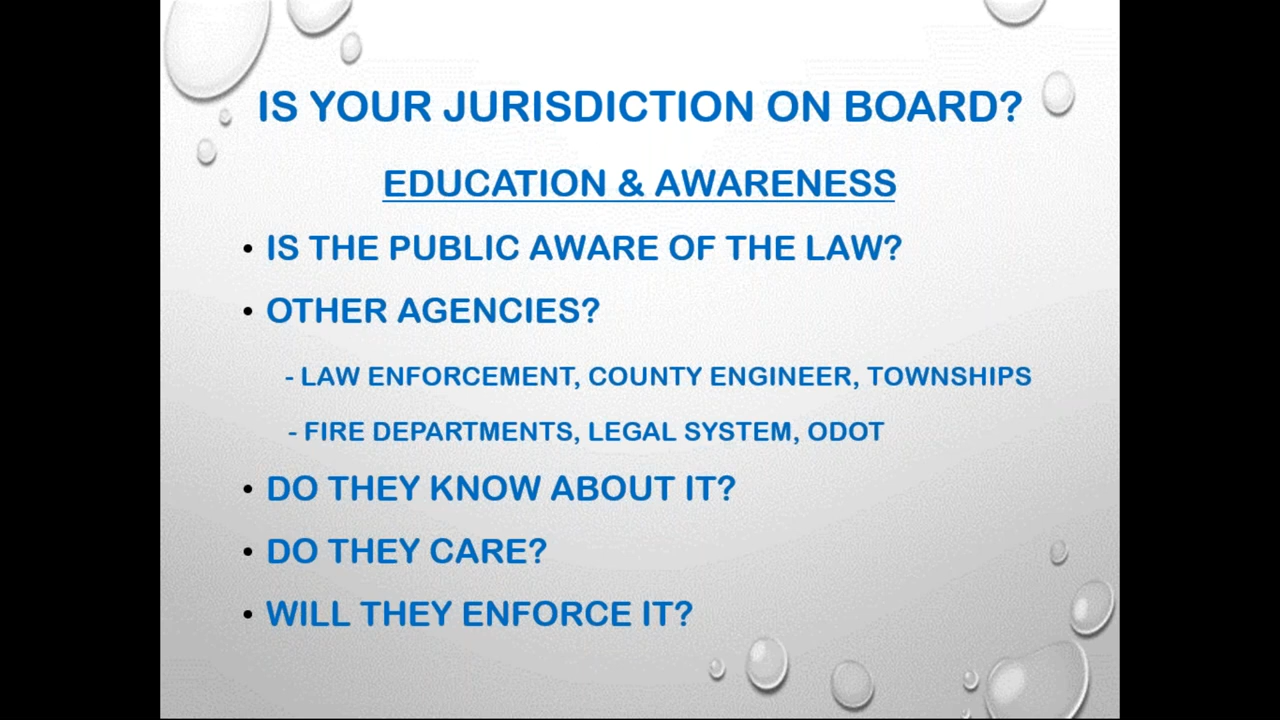 IS YOUR JURISDICTION ON BOARD?
EDUCATION & AWARENESS
• IS THE PUBLIC AWARE OF THE LAW?
• OTHER AGENCIES?
- LAW ENFORCEMENT, COUNTY ENGINEER, TOWNSHIPS
- FIRE DEPARTMENTS, LEGAL SYSTEM, ODOT
• DO THEY KNOW ABOUT IT?
• DO THEY CARE?
• WILL THEY ENFORCE IT?